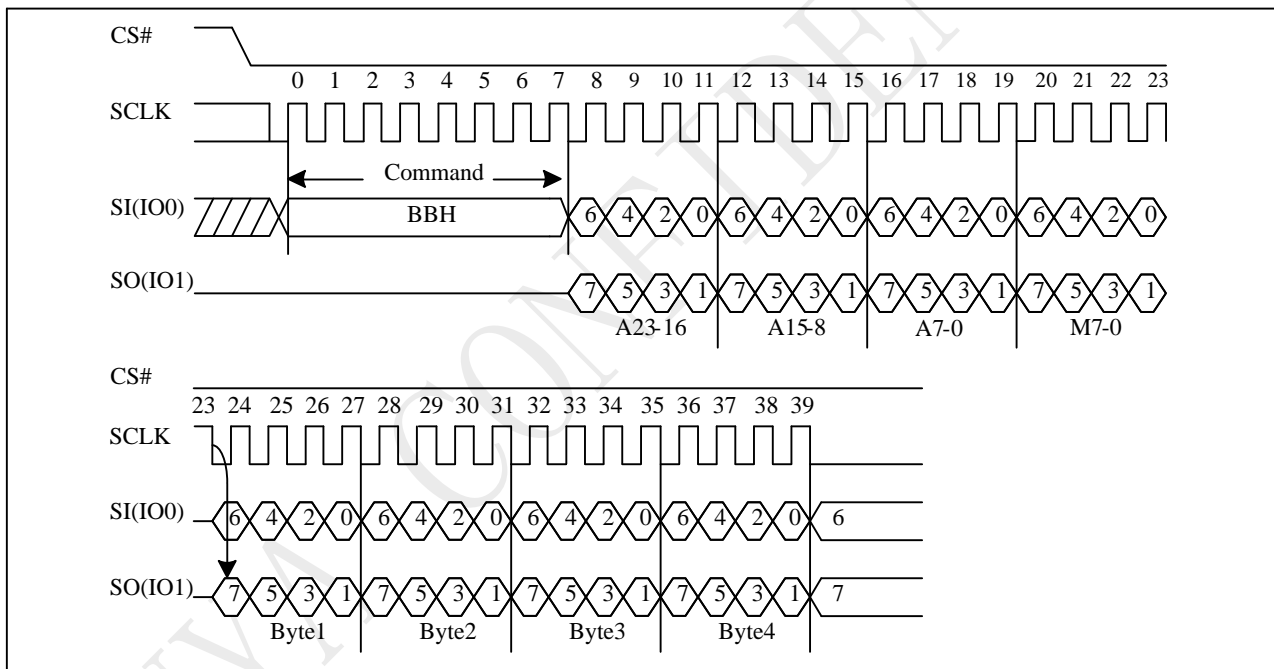 CS#
0 1 2 3 4 5 6 7 8 9 10 11 12 13 14 15 16 17 18 19 20 21 22 23
SCLK
Command
SI(IO0) BBH 6 4 2 0 6 4 2 0 6 4 2 0 6 4 2 0
SO(IO1) 7 5 3 1 7 5 3 1 7 5 3 1 7 5 3 1
A23-16 A15-8 A7-0 M7-0
CS#
23 24 25 26 27 28 29 30 31 32 33 34 35 36 37 38 39
SCLK
SI(IO0) 6 4 2 0 6 4 2 0 6 4 2 0 6 4 2 0 6
SO(IO1) 7 5 3 1 7 5 3 1 7 5 3 1 7 5 3 1 7
Byte1 Byte2 Byte3 Byte4